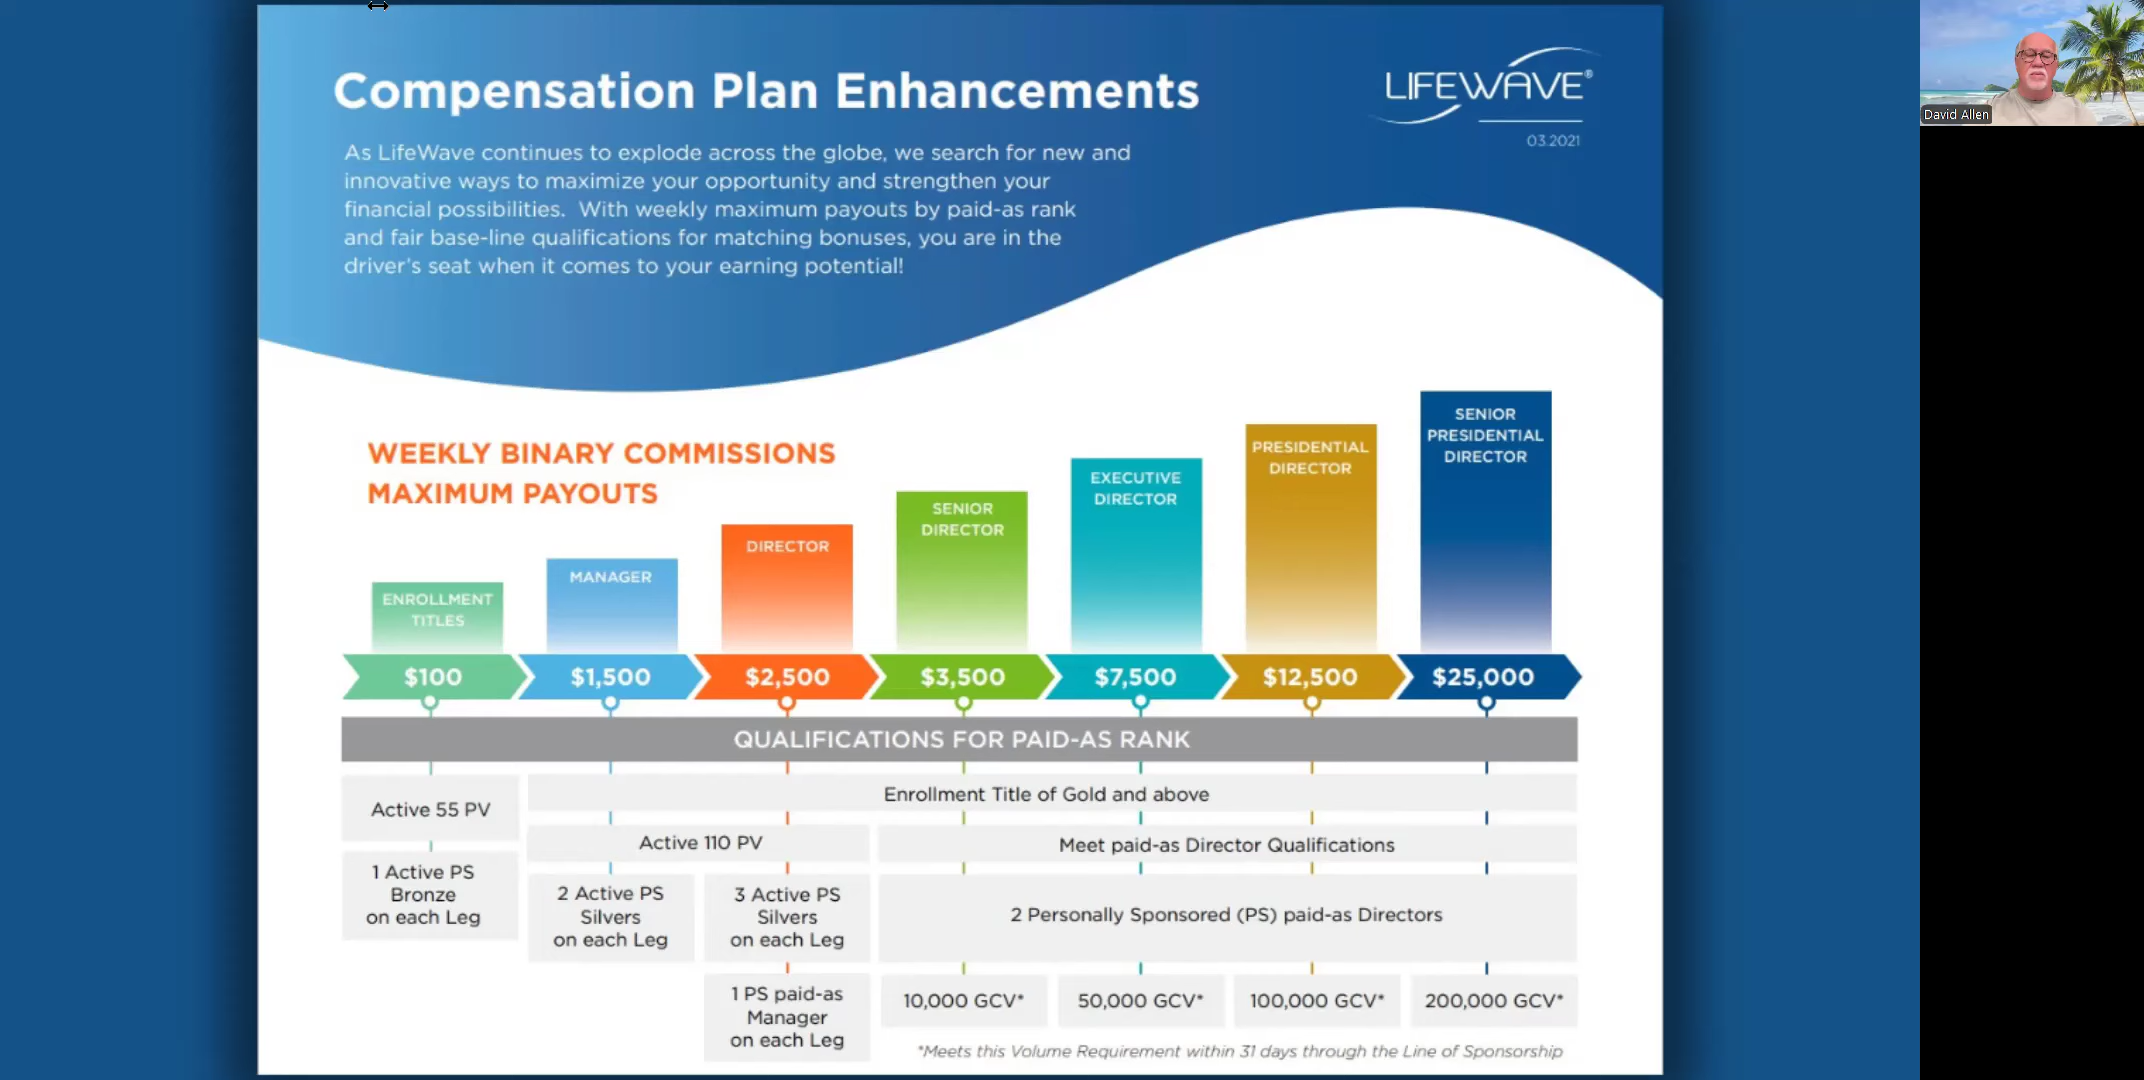 Compensation Plan Enhancements
LIFEWAVE®
03.2021
As LifeWave continues to explode across the globe, we search for new and
innovative ways to maximize your opportunity and strengthen your
financial possibilities. With weekly maximum payouts by paid-as rank
and fair base-line qualifications for matching bonuses, you are in the
driver's seat when it comes to your earning potential!
David Allen
WEEKLY BINARY COMMISSIONS
MAXIMUM PAYOUTS
ENROLLMENT
TITLES
MANAGER
DIRECTOR
SENIOR
DIRECTOR
EXECUTIVE
DIRECTOR
PRESIDENTIAL
DIRECTOR
SENIOR
PRESIDENTIAL
DIRECTOR
$100
$1,500
$2,500
$3,500
$7,500
$12,500
$25,000
QUALIFICATIONS FOR PAID-AS RANK
Active 55 PV
Enrollment Title of Gold and above
Active 110 PV
Meet paid-as Director Qualifications
1 Active PS
Bronze
on each Leg
2 Active PS
Silvers
on each Leg
3 Active PS
Silvers
on each Leg
2 Personally Sponsored (PS) paid-as Directors
1 PS paid-as
Manager
on each Leg
10,000 GCV*
50,000 GCV*
100,000 GCV*
200,000 GCV*
*Meets this Volume Requirement within 31 days through the Line of Sponsorship